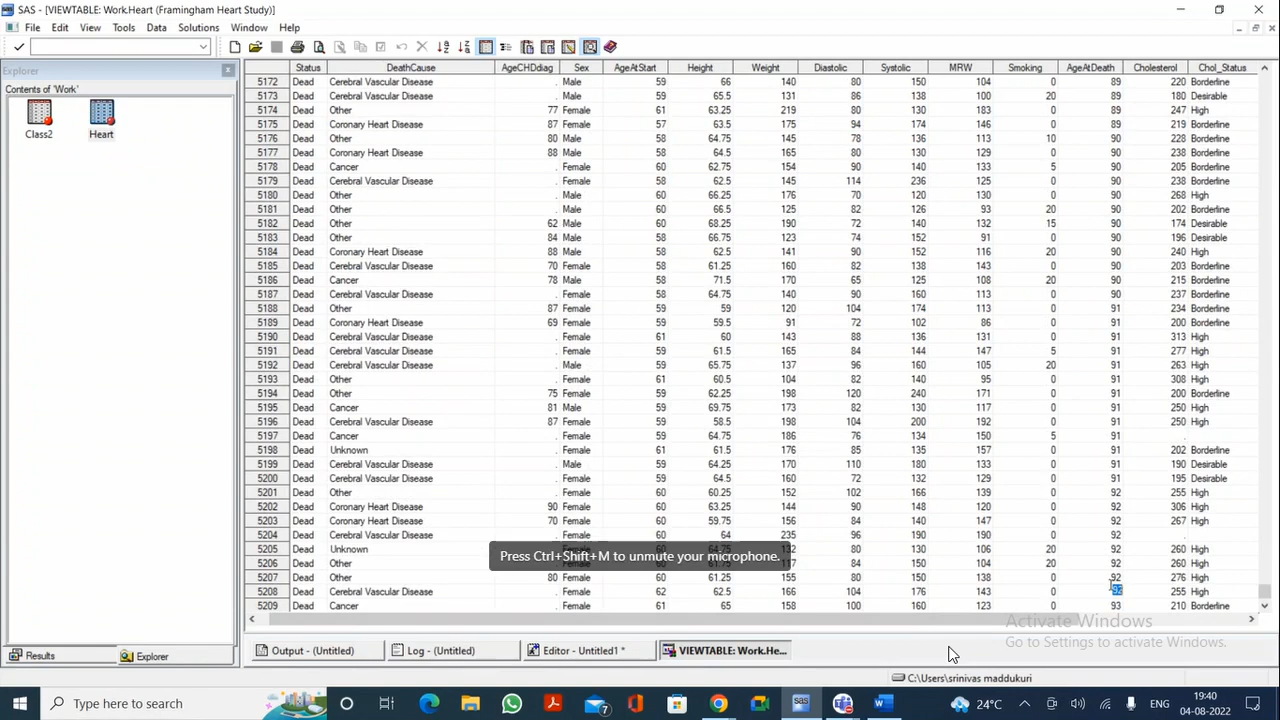 SAS - [VIEWTABLE: Work.Heart (Framingham Heart Study)]
File Edit View Tools Data Solutions Window Help
Explorer
Contents of 'Work'
Class2 Heart
Status DeathCause AgeCHDdiag Sex AgeAtStart Height Weight Diastolic Systolic MRW Smoking AgeAtDeath Cholesterol Chol_Status
5172 Dead Cerebral Vascular Disease . Male 59 66 140 80 150 104 0 89 220 Borderline
5173 Dead Cerebral Vascular Disease . Male 59 65.5 131 86 138 100 20 89 180 Desirable
5174 Dead Other 77 Female 61 63.25 219 80 130 183 0 89 247 High
5175 Dead Coronary Heart Disease 87 Female 57 63.5 175 94 174 146 0 89 219 Borderline
5176 Dead Other 80 Male 58 64.75 145 78 138 113 10 90 228 Borderline
5177 Dead Coronary Heart Disease 88 Male 58 64.5 165 80 130 129 0 90 238 Borderline
5178 Dead Cancer . Female 60 62.75 154 90 140 133 5 90 205 Borderline
5179 Dead Cerebral Vascular Disease . Male 58 62.5 145 114 236 125 0 90 238 Borderline
5180 Dead Other . Male 60 66.25 176 70 120 130 0 90 268 High
5181 Dead Other . Male 60 66.5 125 82 126 93 20 90 202 Borderline
5182 Dead Other 62 Male 60 68.25 190 72 140 132 15 90 174 Desirable
5183 Dead Other 84 Male 58 66.75 123 74 152 91 0 90 196 Desirable
5184 Dead Coronary Heart Disease 88 Male 58 62.5 141 90 152 116 20 90 240 High
5185 Dead Cerebral Vascular Disease 70 Female 58 61.25 160 82 138 143 0 90 203 Borderline
5186 Dead Cancer 78 Male 58 71.5 170 65 125 108 20 90 215 Borderline
5187 Dead Cerebral Vascular Disease . Female 58 64.75 140 90 160 113 0 90 237 Borderline
5188 Dead Other 87 Female 58 59 120 104 174 113 0 91 234 Borderline
5189 Dead Coronary Heart Disease 69 Female 58 59.5 91 72 102 86 0 91 200 Borderline
5190 Dead Cerebral Vascular Disease . Female 61 60 143 88 136 131 0 91 313 High
5191 Dead Cerebral Vascular Disease . Female 59 61.5 165 84 144 147 5 91 277 High
5192 Dead Cerebral Vascular Disease . Male 59 65.75 137 96 160 105 20 91 263 High
5193 Dead Other . Female 61 60.5 104 82 140 95 0 91 308 High
5194 Dead Other 75 Female 60 62.25 198 120 240 171 0 91 200 Borderline
5195 Dead Cancer 81 Male 59 69.75 173 82 130 117 0 91 250 High
5196 Dead Cerebral Vascular Disease 87 Female 59 58.5 198 104 200 192 0 91 250 High
5197 Dead Cancer . Female 59 64.75 186 76 134 150 5 91 .
5198 Dead Unknown . Female 61 61.5 176 85 135 157 0 91 202 Borderline
5199 Dead Cerebral Vascular Disease . Male 59 64.25 170 110 180 133 0 91 190 Desirable
5200 Dead Cerebral Vascular Disease . Female 59 64.5 160 72 132 129 0 91 195 Desirable
5201 Dead Other . Female 60 60.25 152 102 166 139 0 92 255 High
5202 Dead Coronary Heart Disease 90 Female 60 63.25 144 90 148 120 0 92 306 High
5203 Dead Coronary Heart Disease 70 Female 60 59.75 156 84 140 147 0 92 267 High
5204 Dead Cerebral Vascular Disease . Female 60 64 235 96 190 190 0 92 .
5205 Dead Unknown 80 130 106 20 92 260 High
Press Ctrl+Shift+M to unmute your microphone.
5206 Dead Other 84 150 104 20 92 260 High
5207 Dead Other 80 Female 60 61.25 155 80 150 138 0 92 276 High
5208 Dead Cerebral Vascular Disease . Female 62 62.5 166 104 176 143 0 92 255 High
5209 Dead Cancer . Female 61 65 158 100 160 123 0 93 210 Borderline
Activate Windows
Go to Settings to activate Windows.
Results Explorer
Output - (Untitled) Log - (Untitled) Editor - Untitled1 * VIEWTABLE: Work.He...
C:\Users\srinivas maddukuri
Type here to search
7
24°C
ENG
19:40
04-08-2022